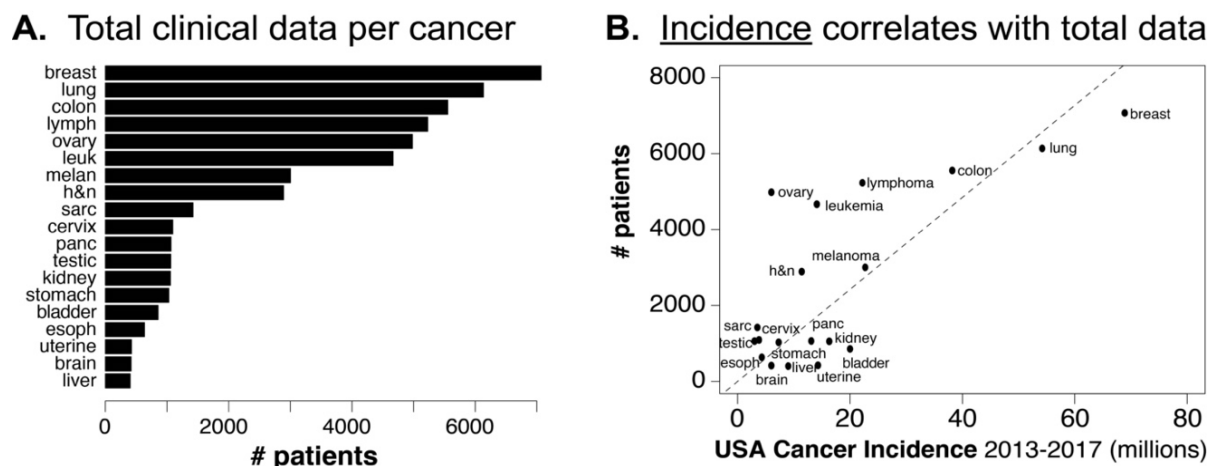 A. Total clinical data per cancer
breast
lung
colon
lymph
ovary
leuk
melan
h&n
sarc
cervix
panc
testic
kidney
stomach
bladder
esoph
uterine
brain
liver
0 2000 4000 6000
# patients
B. Incidence correlates with total data
8000
6000
4000
2000
0
# patients
breast
lung
colon
lymphoma
ovary
leukemia
melanoma
h&n
sarc
cervix
panc
testic
kidney
stomach
esoph
liver
bladder
brain
uterine
0 20 40 60 80
USA Cancer Incidence 2013-2017 (millions)